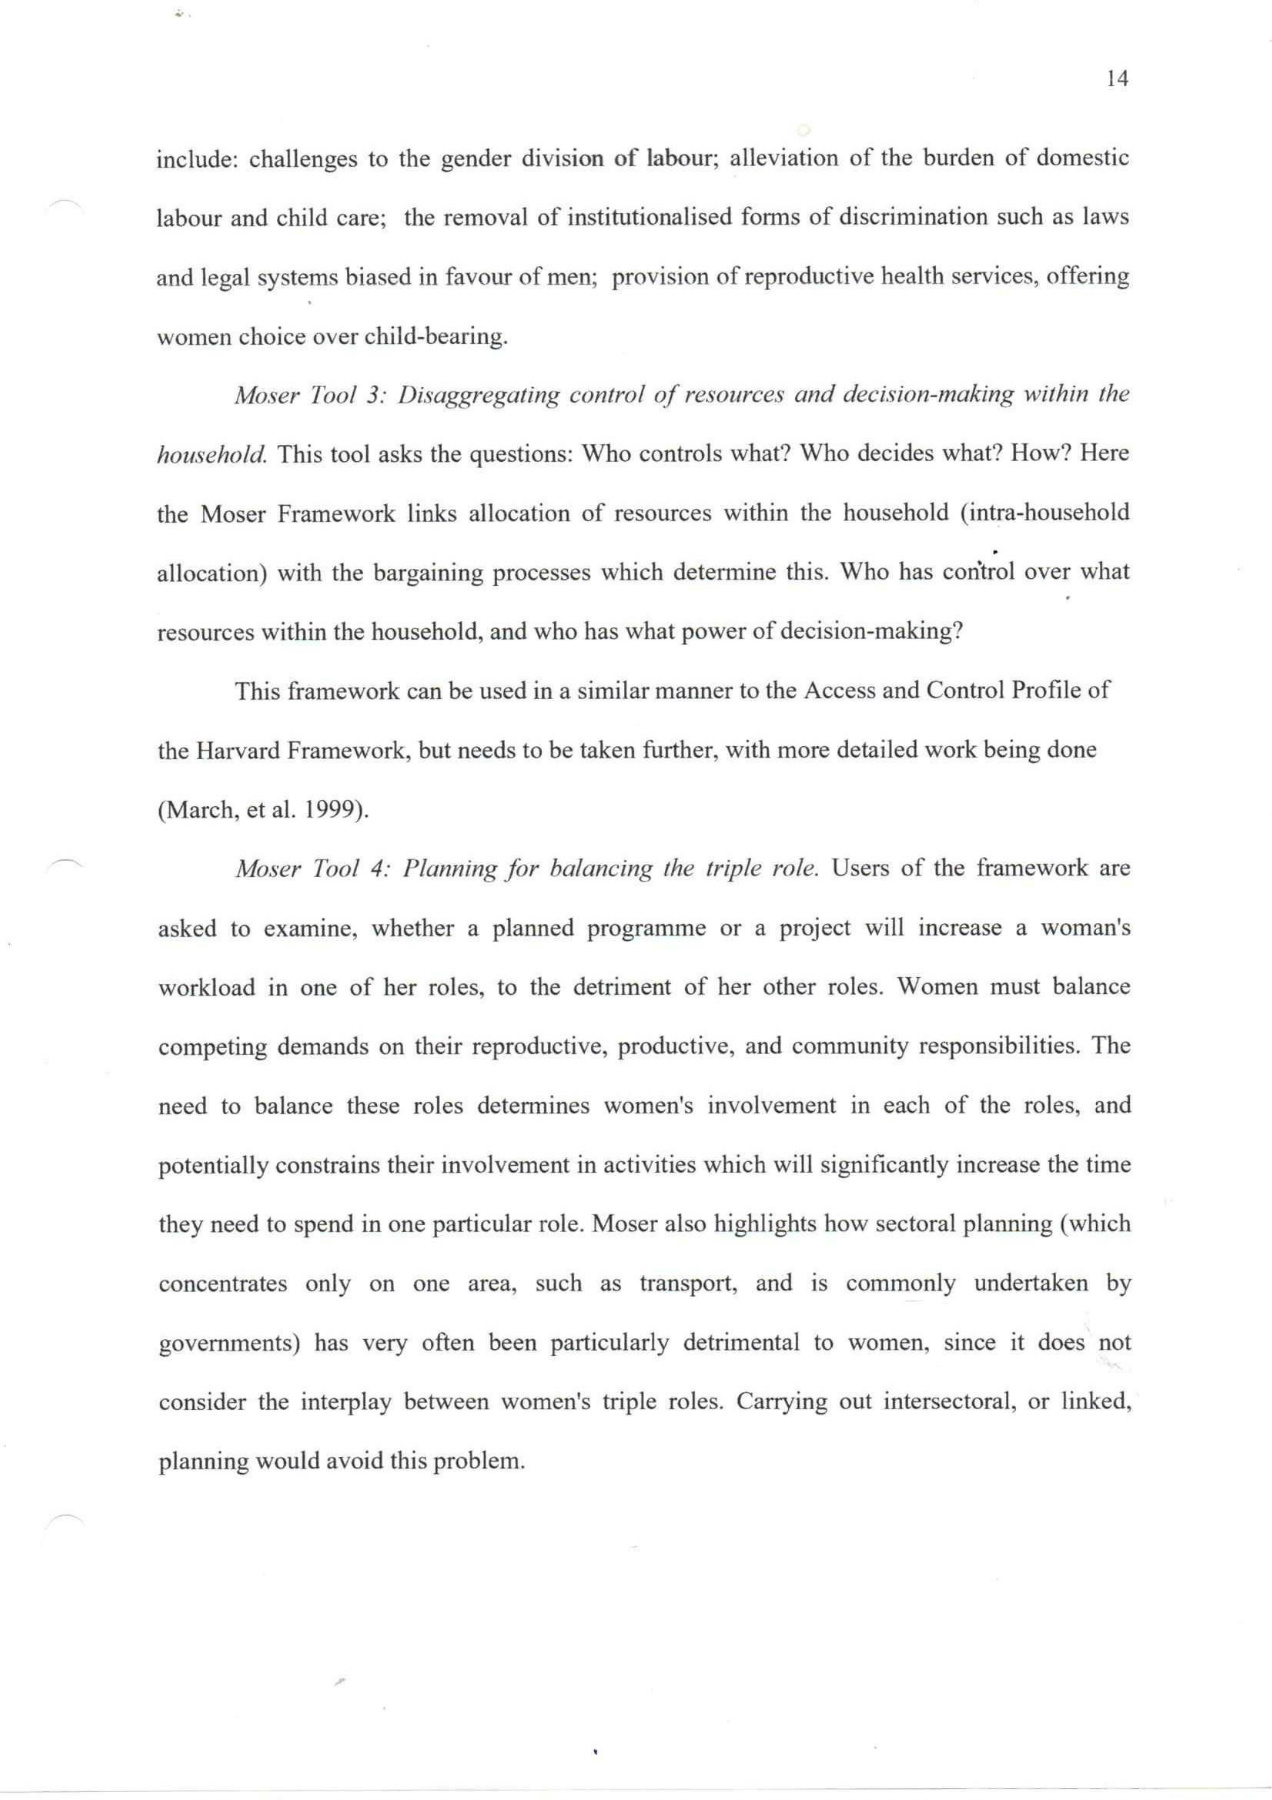 14
include: challenges to the gender division of labour; alleviation of the burden of domestic
labour and child care; the removal of institutionalised forms of discrimination such as laws
and legal systems biased in favour of men; provision of reproductive health services, offering
women choice over child-bearing.
Moser Tool 3: Disaggregating control of resources and decision-making within the
household. This tool asks the questions: Who controls what? Who decides what? How? Here
the Moser Framework links allocation of resources within the household (intra-household
allocation) with the bargaining processes which determine this. Who has control over what
resources within the household, and who has what power of decision-making?
This framework can be used in a similar manner to the Access and Control Profile of
the Harvard Framework, but needs to be taken further, with more detailed work being done
(March, et al. 1999).
Moser Tool 4: Planning for balancing the triple role. Users of the framework are
asked to examine, whether a planned programme or a project will increase a woman's
workload in one of her roles, to the detriment of her other roles. Women must balance
competing demands on their reproductive, productive, and community responsibilities. The
need to balance these roles determines women's involvement in each of the roles, and
potentially constrains their involvement in activities which will significantly increase the time
they need to spend in one particular role. Moser also highlights how sectoral planning (which
concentrates only on one area, such as transport, and is commonly undertaken by
governments) has very often been particularly detrimental to women, since it does not
consider the interplay between women's triple roles. Carrying out intersectoral, or linked,
planning would avoid this problem.